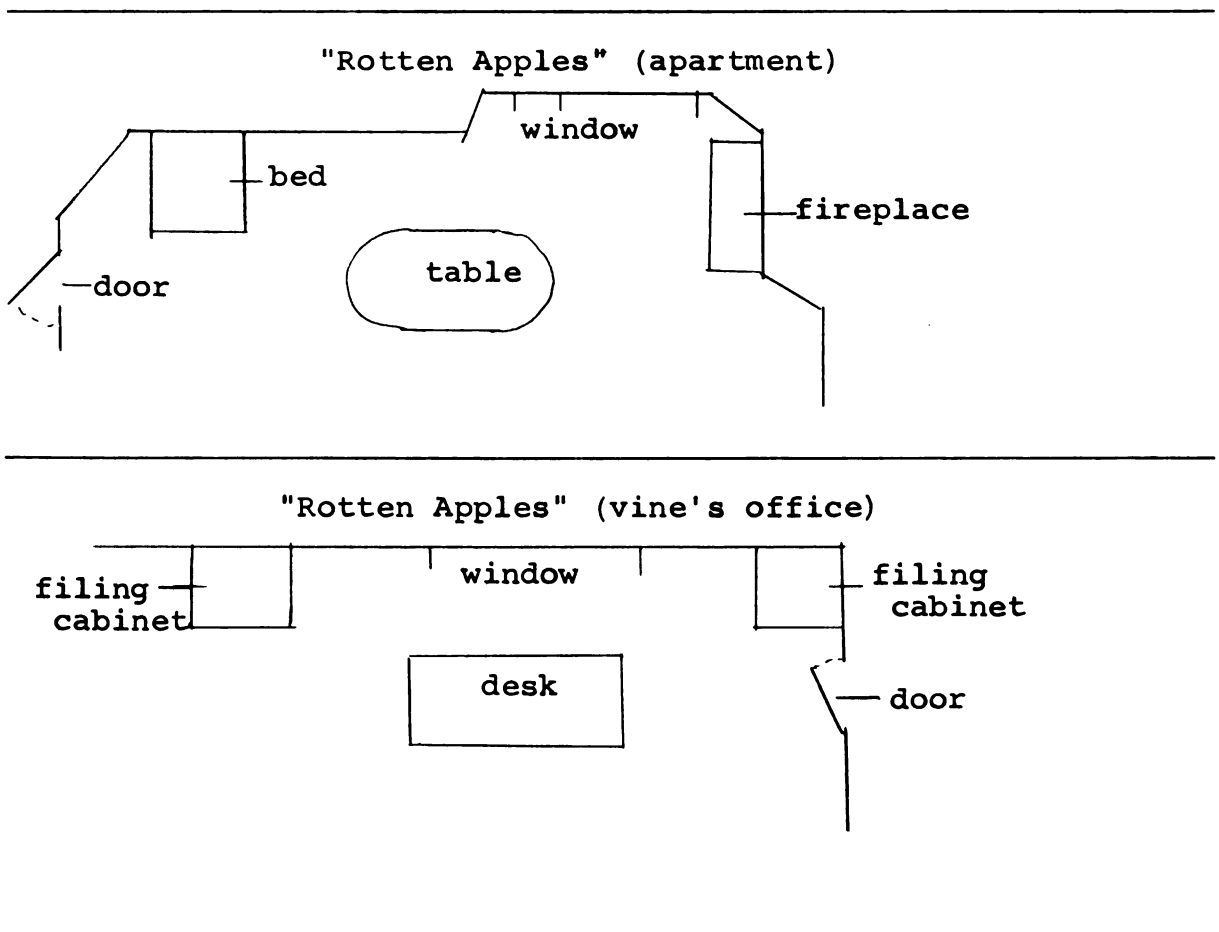 "Rotten Apples" (apartment)
window
bed
fireplace
table
door
"Rotten Apples" (vine's office)
window
filing
cabinet
filing
cabinet
desk
door